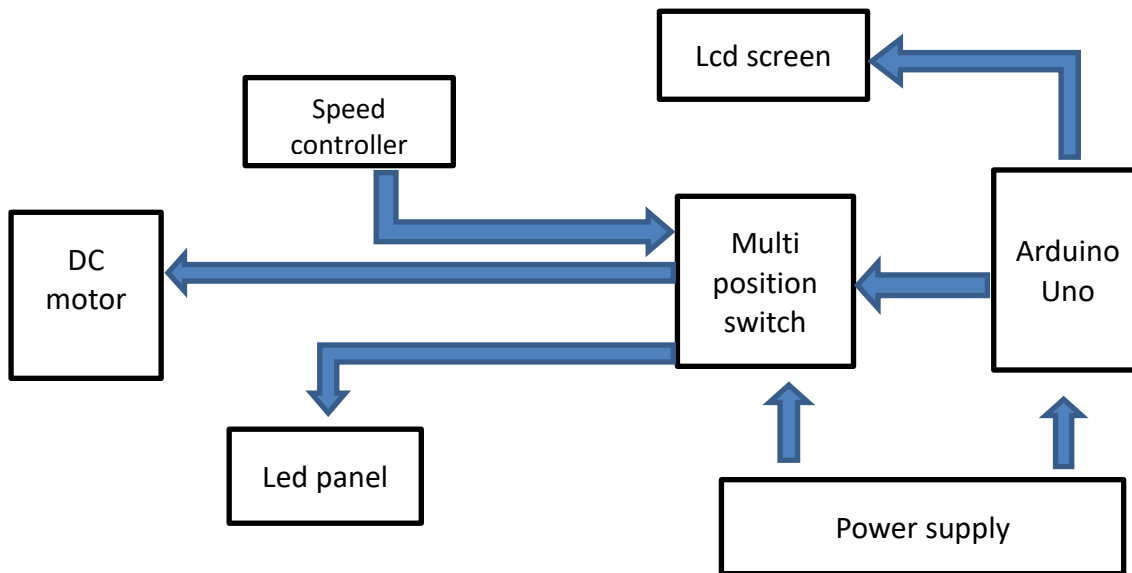 Lcd screen
Speed
controller
DC
motor
Multi
position
switch
Arduino
Uno
Led panel
Power supply